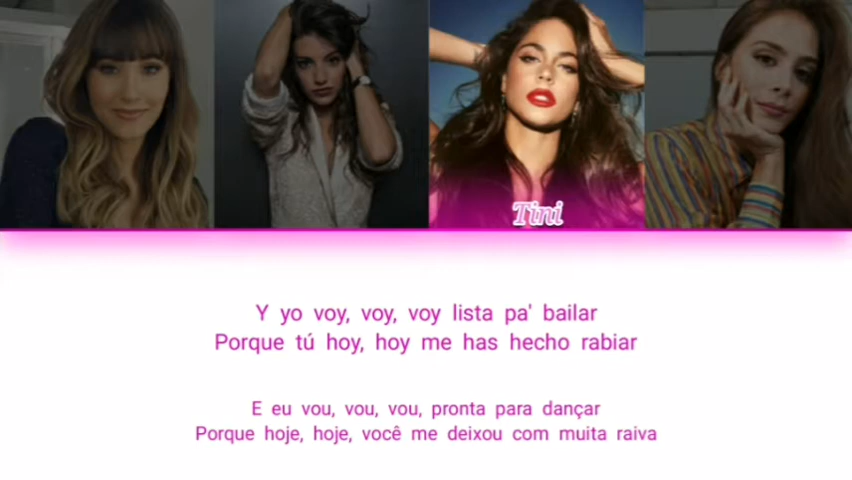 Tini
Y yo voy, voy, voy lista pa' bailar
Porque tú hoy, hoy me has hecho rabiar
E eu vou, vou, vou, pronta para dançar
Porque hoje, hoje, você me deixou com muita raiva